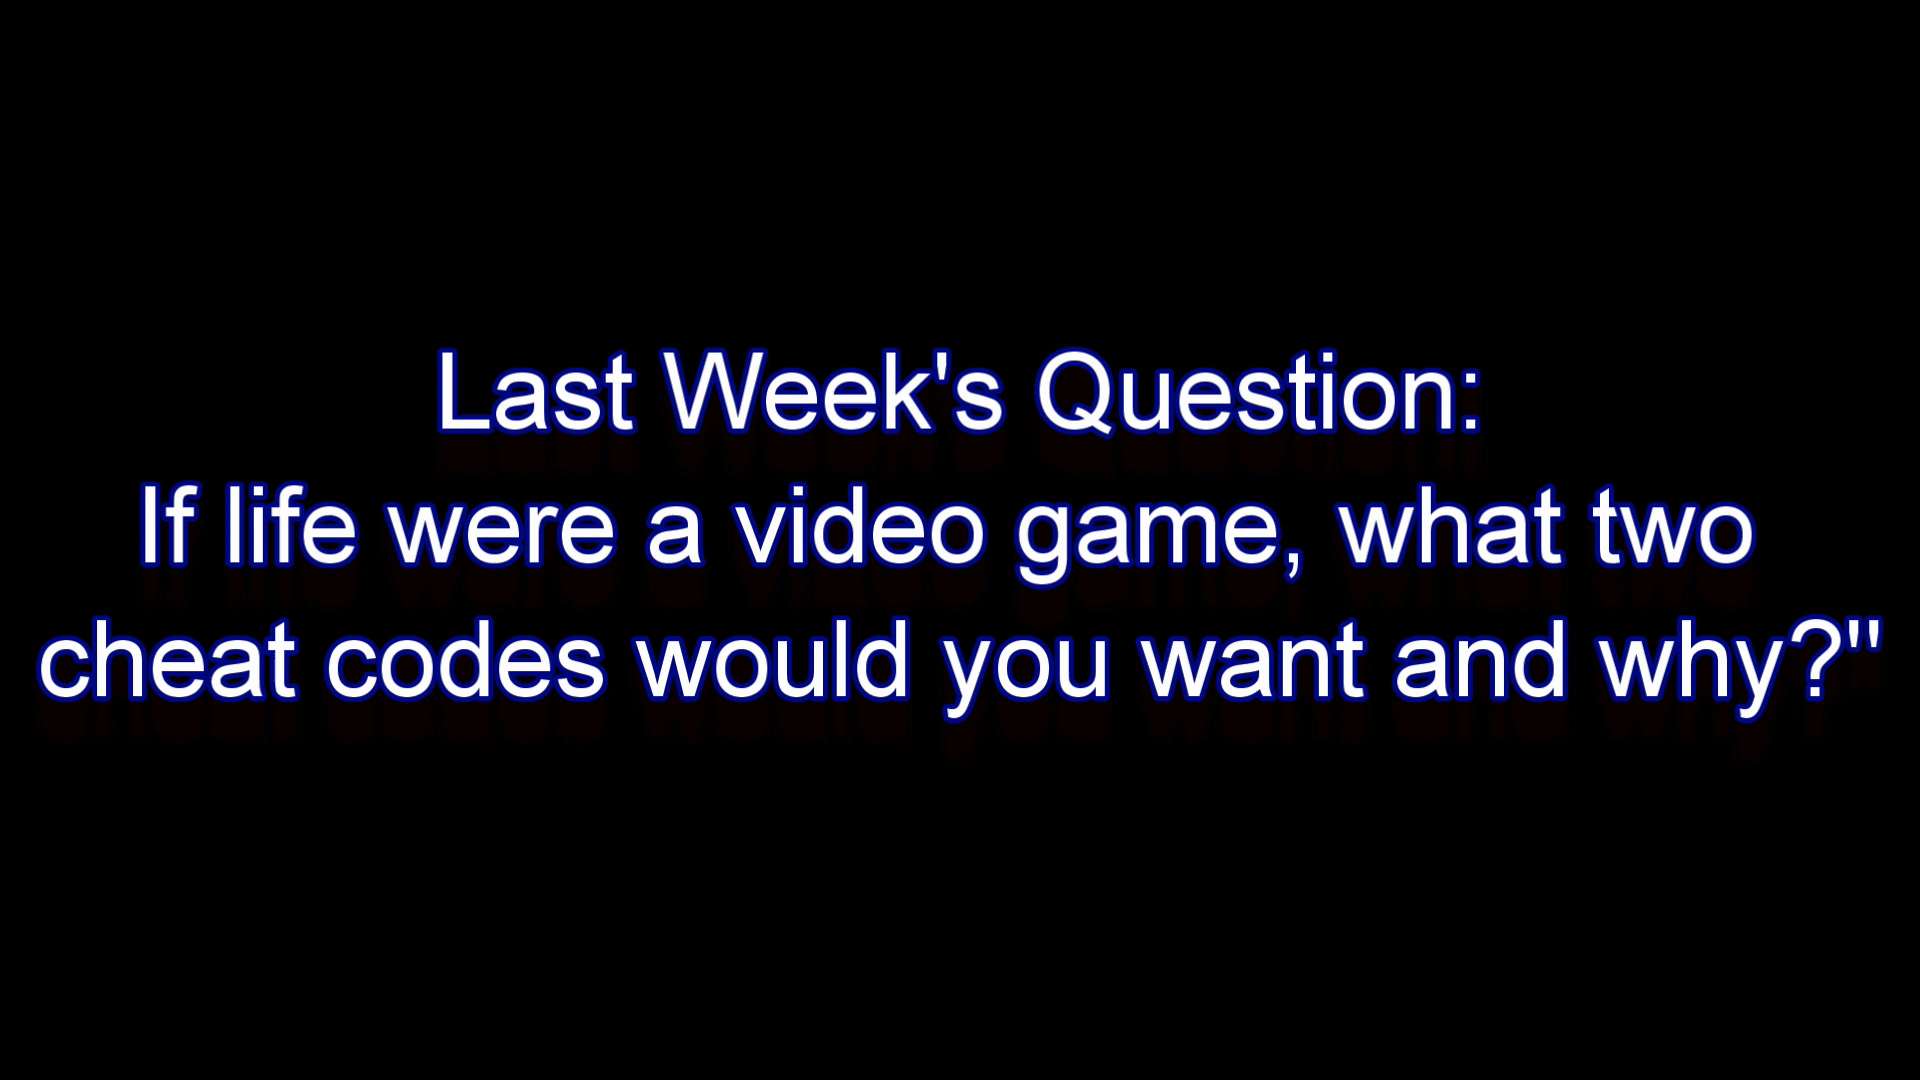 Last Week's Question:
If life were a video game, what two
cheat codes would you want and why?"